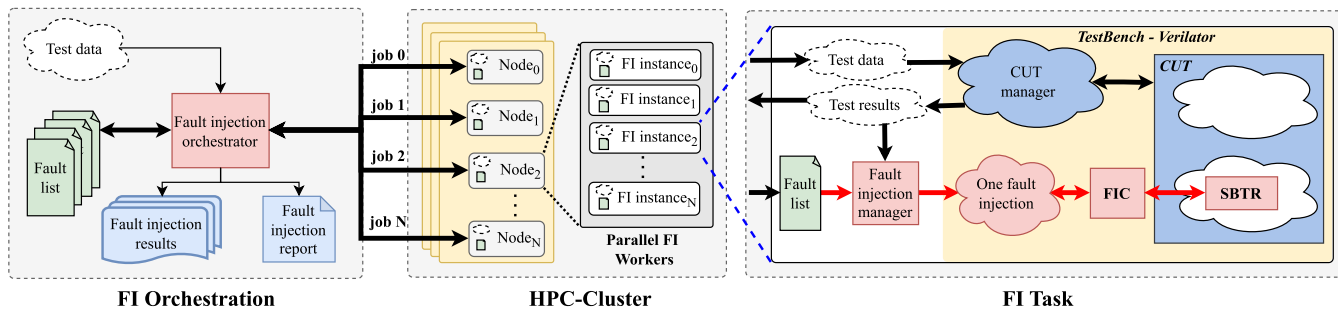 Test data
Fault injection
orchestrator
Fault
list
Fault injection
results
Fault
injection
report
FI Orchestration
job 0
job 1
job 2
job N
Node0
Node1
Node2
NodeN
FI instance0
FI instance1
FI instance2
FI instanceN
Parallel FI
Workers
HPC-Cluster
TestBench - Verilator
Test data
Test results
CUT
manager
CUT
Fault
list
Fault
injection
manager
One fault
injection
FIC
SBTR
FI Task